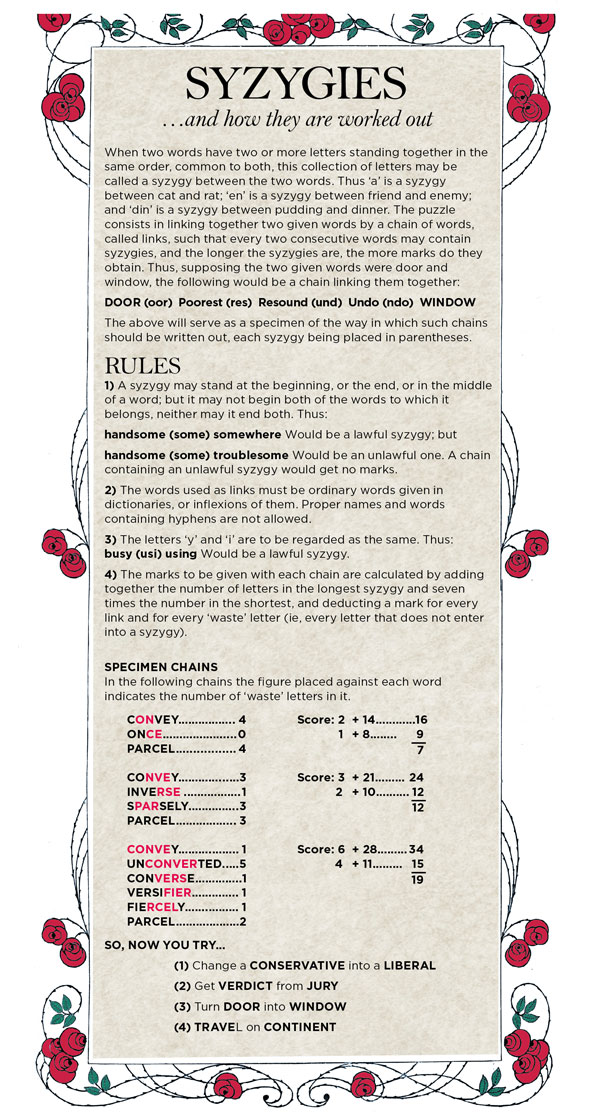 SYZYGIES
...and how they are worked out
When two words have two or more letters standing together in the
same order, common to both, this collection of letters may be
called a syzygy between the two words. Thus ‘a’ is a syzygy
between cat and rat; ‘en’ is a syzygy between friend and enemy;
and ‘din’ is a syzygy between pudding and dinner. The puzzle
consists in linking together two given words by a chain of words,
called links, such that every two consecutive words may contain
syzygies, and the longer the syzygies are, the more marks do they
obtain. Thus, supposing the two given words were door and
window, the following would be a chain linking them together:
DOOR (oor) Poorest (res) Resound (und) Undo (ndo) WINDOW
The above will serve as a specimen of the way in which such chains
should be written out, each syzygy being placed in parentheses.
RULES
1) A syzygy may stand at the beginning, or the end, or in the middle
of a word; but it may not begin both of the words to which it
belongs, neither may it end both. Thus:
handsome (some) somewhere Would be a lawful syzygy; but
handsome (some) troublesome Would be an unlawful one. A chain
containing an unlawful syzygy would get no marks.
2) The words used as links must be ordinary words given in
dictionaries, or inflexions of them. Proper names and words
containing hyphens are not allowed.
3) The letters ‘y’ and ‘i’ are to be regarded as the same. Thus:
busy (usi) using Would be a lawful syzygy.
4) The marks to be given with each chain are calculated by adding
together the number of letters in the longest syzygy and seven
times the number in the shortest, and deducting a mark for every
link and for every ‘waste’ letter (ie, every letter that does not enter
into a syzygy).
SPECIMEN CHAINS
In the following chains the figure placed against each word
indicates the number of ‘waste’ letters in it.
CONVEY................. 4 Score: 2 + 14............16
ONCE.......................0 1 + 8........ 9
PARCEL................... 4 7
CONVEY...................3 Score: 3 + 21......... 24
INVERSE .................1 2 + 10.......... 12
SPARSELY...............3 12
PARCEL................... 3
CONVEY.................. 1 Score: 6 + 28.........34
UNCONVERTED.....5 4 + 11......... 15
CONVERSE..............1 19
VERSIFIER............... 1
FIERCELY................. 1
PARCEL...................2
SO, NOW YOU TRY...
(1) Change a CONSERVATIVE into a LIBERAL
(2) Get VERDICT from JURY
(3) Turn DOOR into WINDOW
(4) TRAVEL on CONTINENT